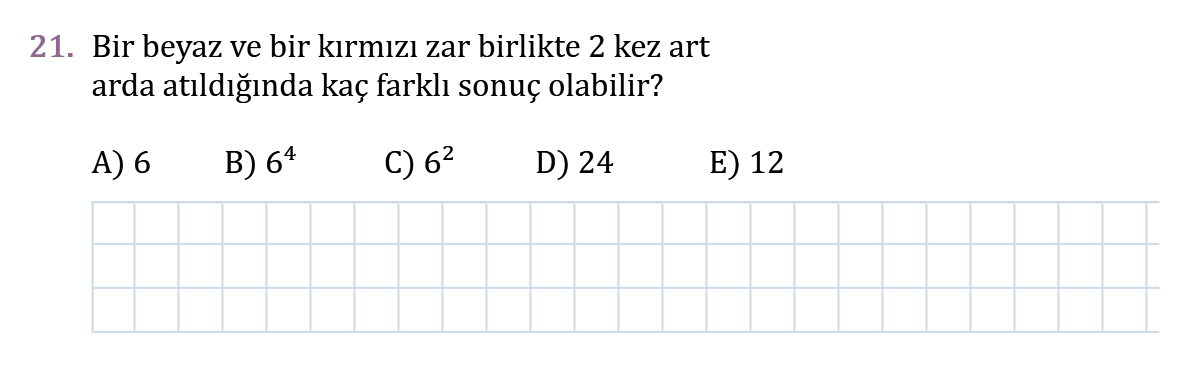 21. Bir beyaz ve bir kırmızı zar birlikte 2 kez art
arda atıldığında kaç farklı sonuç olabilir?
A) 6 B) 6⁴ C) 6² D) 24 E) 12